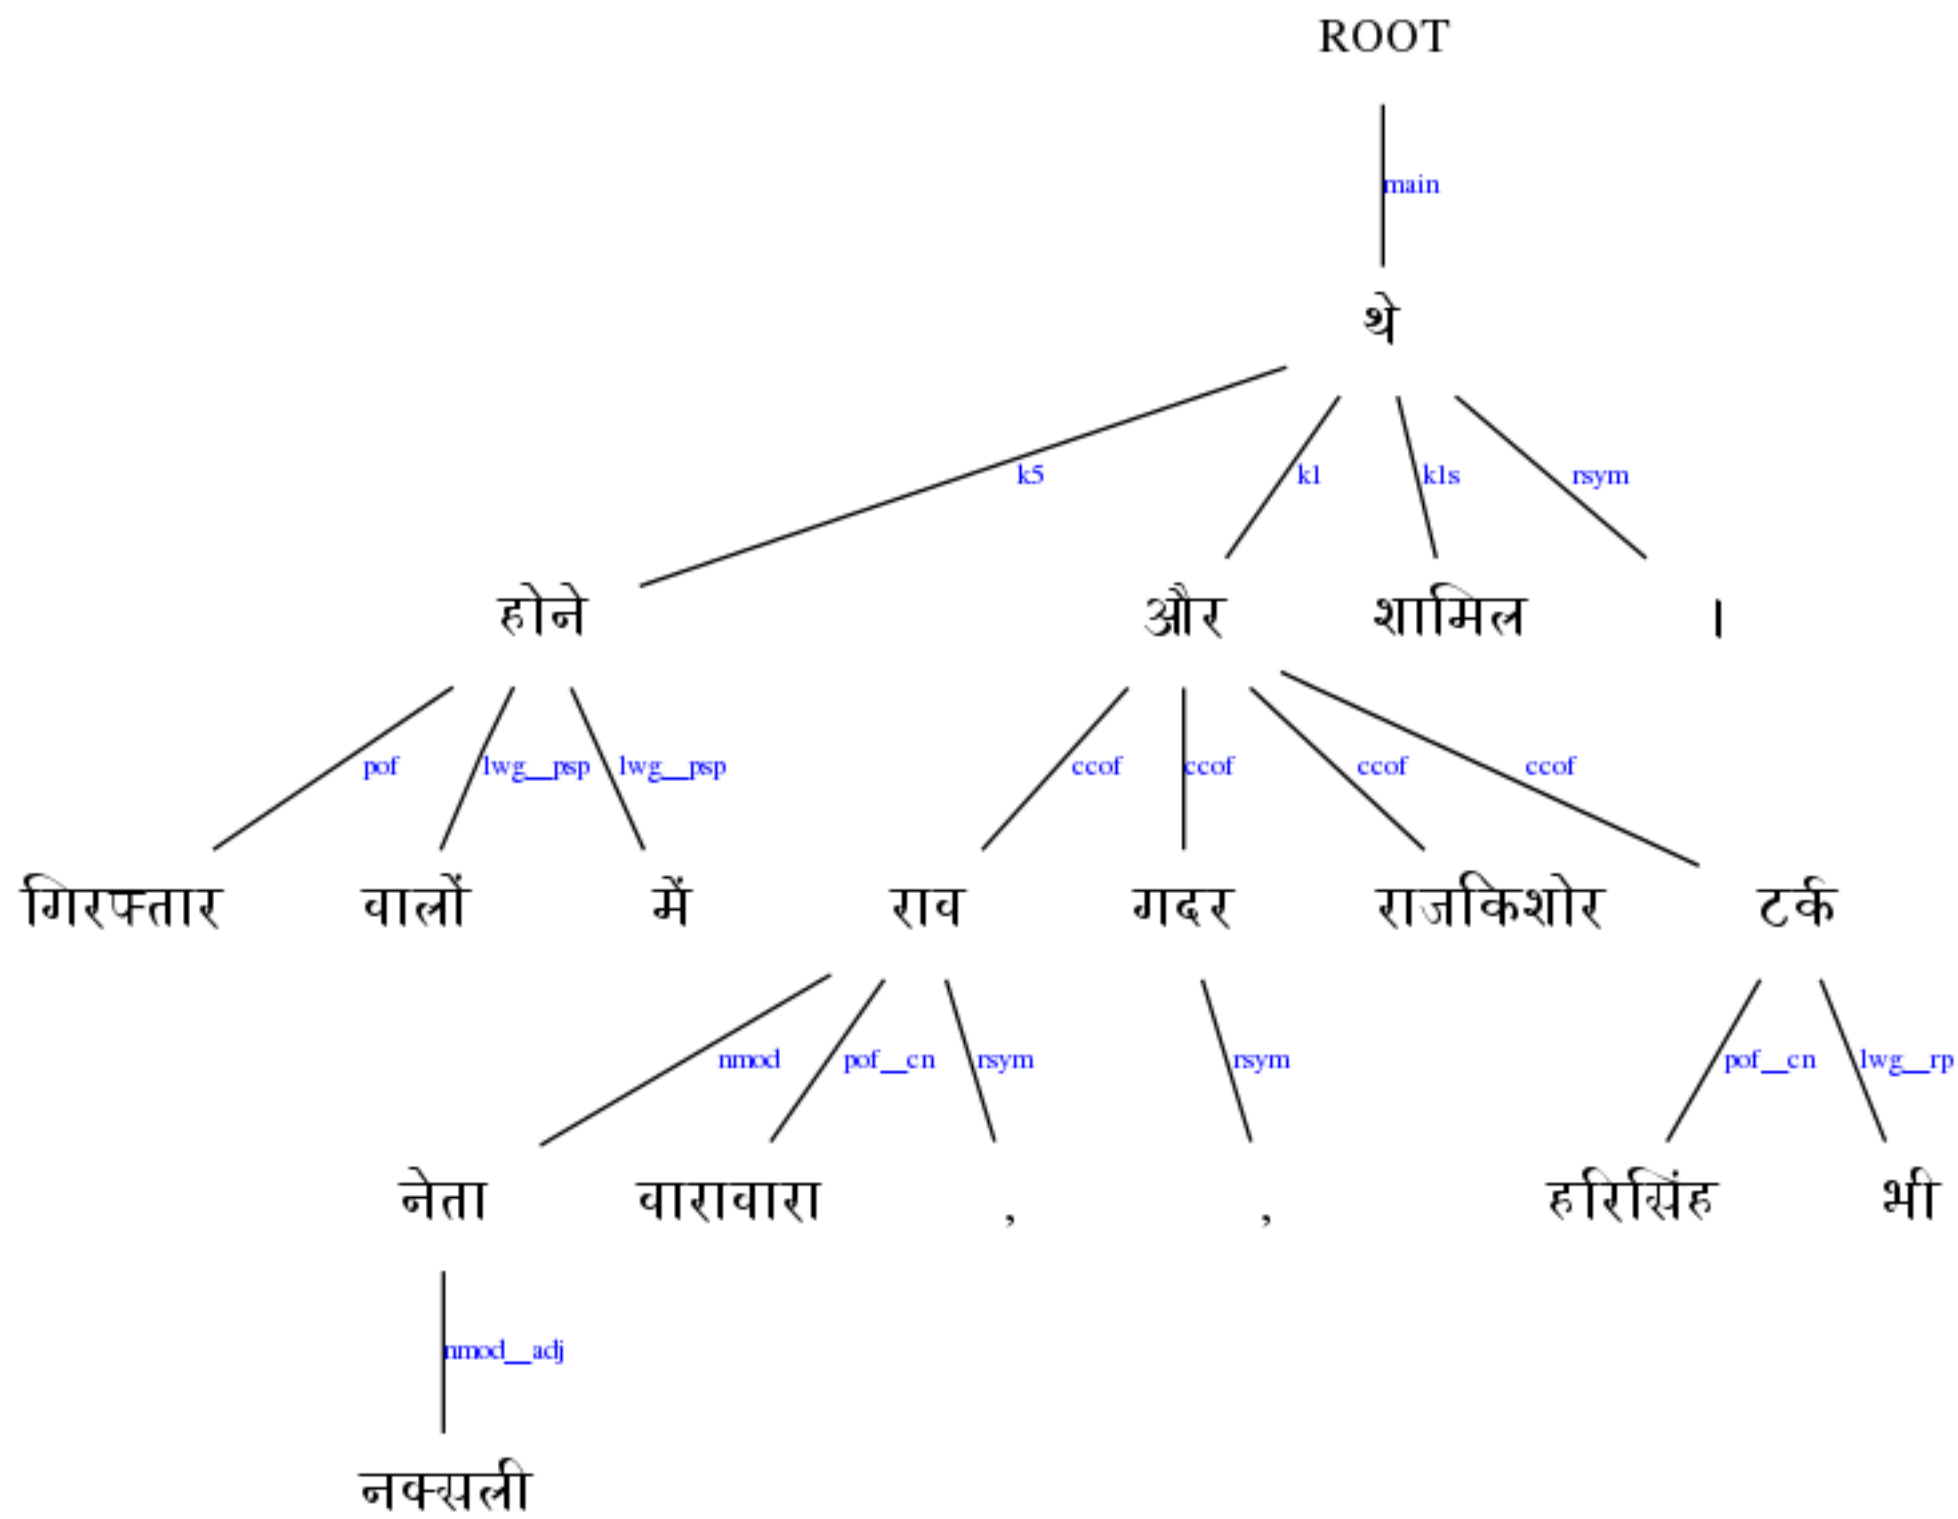 ROOT
main
थे
k5 k1 k1s rsym
होने और शामिल ।
pof lwg__psp lwg__psp ccof ccof ccof ccof
गिरफ्तार वालों में राव गदर राजकिशोर टर्क
nmod pof__cn rsym rsym pof__cn lwg__rp
नेता वारावारा , , हरिसिंह भी
nmod__adj
नक्सली